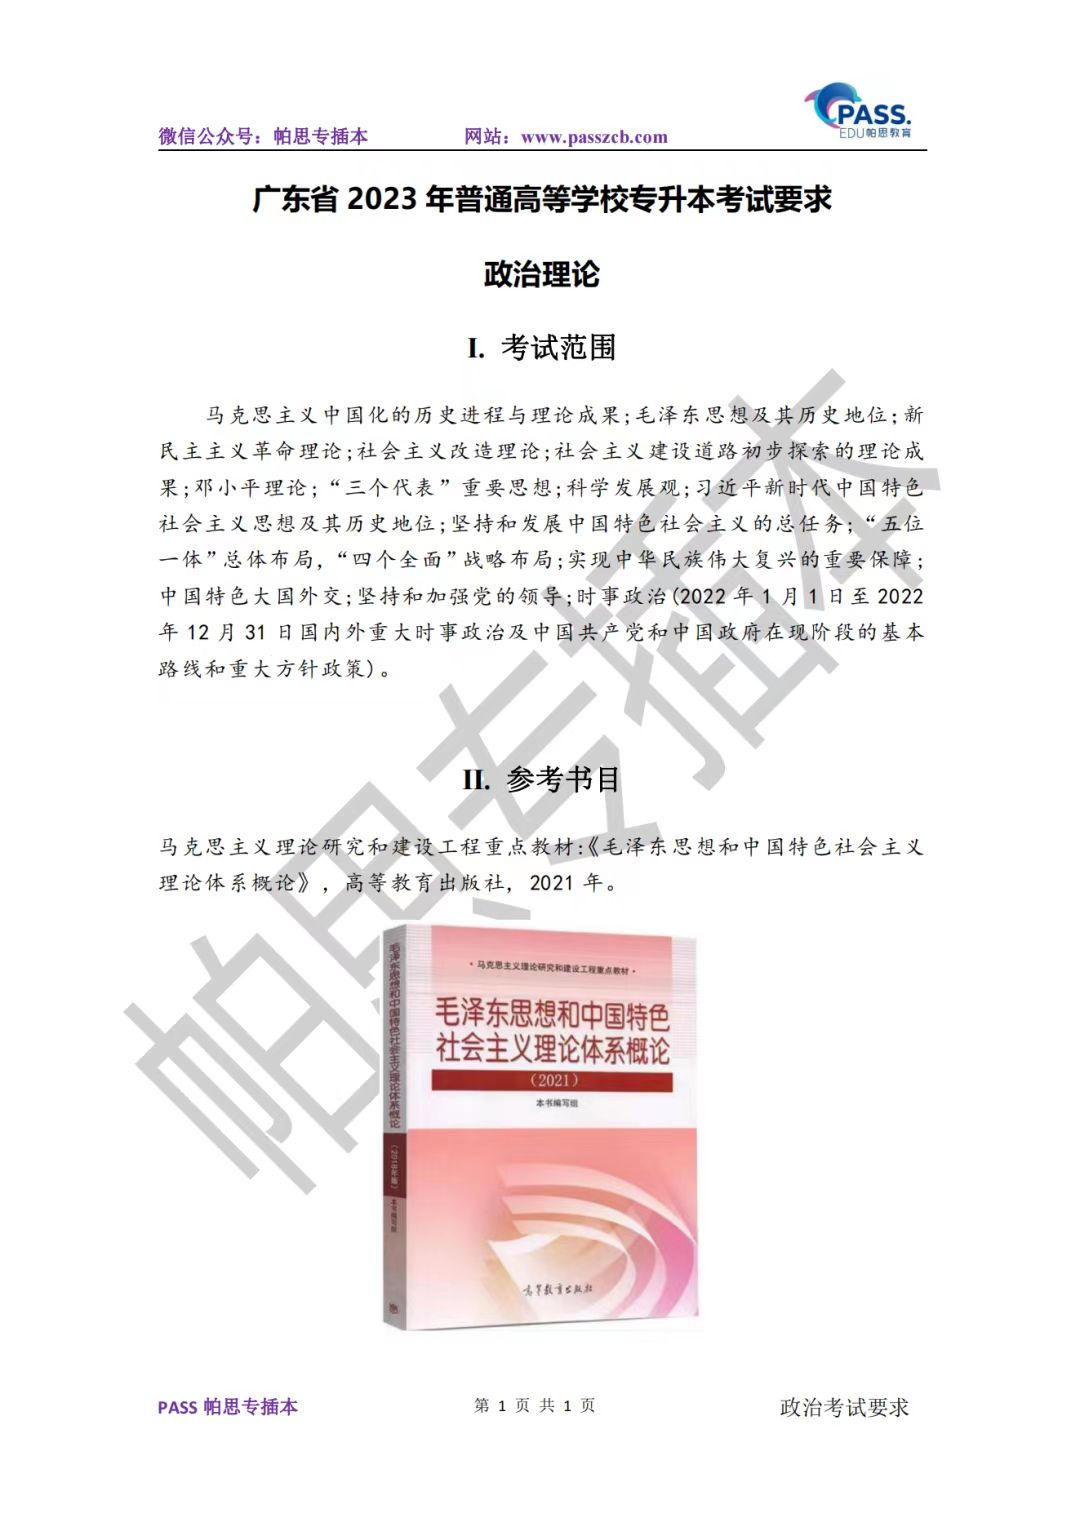 PASS.
EDU帕思教育
微信公众号：帕思专插本 网站：www.passzcb.com
广东省 2023 年普通高等学校专升本考试要求
政治理论
I. 考试范围
马克思主义中国化的历史进程与理论成果;毛泽东思想及其历史地位;新
民主主义革命理论;社会主义改造理论;社会主义建设道路初步探索的理论成
果;邓小平理论;“三个代表”重要思想;科学发展观;习近平新时代中国特色
社会主义思想及其历史地位;坚持和发展中国特色社会主义的总任务;“五位
一体”总体布局,“四个全面”战略布局;实现中华民族伟大复兴的重要保障;
中国特色大国外交;坚持和加强党的领导;时事政治(2022 年 1 月 1 日至 2022
年 12 月 31 日国内外重大时事政治及中国共产党和中国政府在现阶段的基本
路线和重大方针政策)。
II. 参考书目
马克思主义理论研究和建设工程重点教材:《毛泽东思想和中国特色社会主义
理论体系概论》, 高等教育出版社, 2021 年。
毛泽东思想和中国特色社会主义理论体系概论
（2018年版）
本书编写组
·马克思主义理论研究和建设工程重点教材·
毛泽东思想和中国特色
社会主义理论体系概论
（2021）
本书编写组
高等教育出版社
帕思专插本
PASS 帕思专插本 第 1 页 共 1 页 政治考试要求